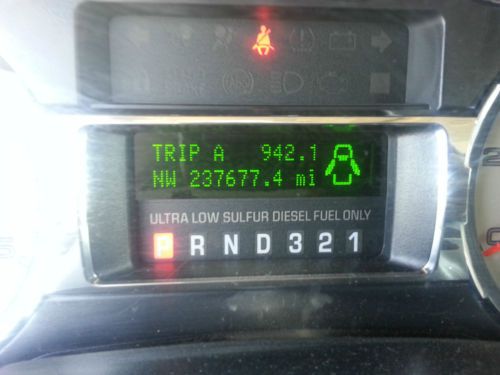 TRIP A 942.1
NW 237677.4 mi
ULTRA LOW SULFUR DIESEL FUEL ONLY
P R N D 3 2 1